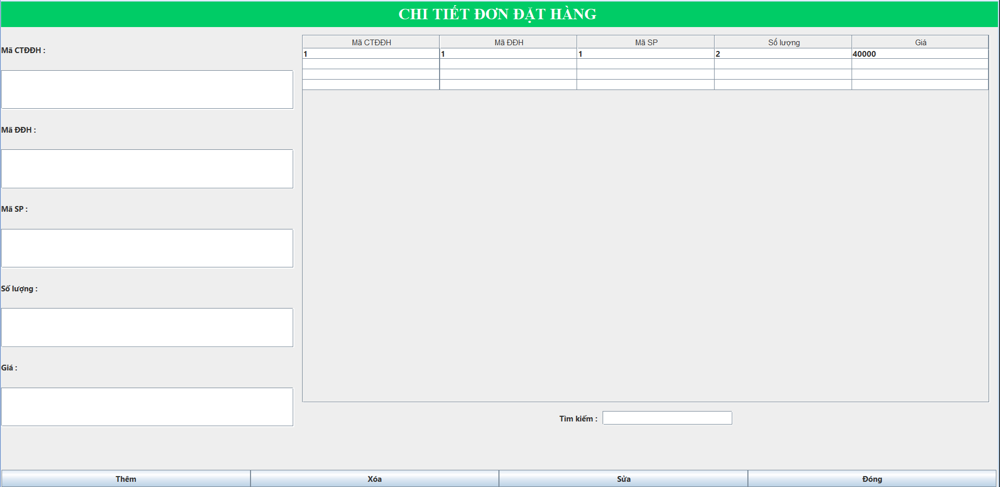 CHI TIẾT ĐƠN ĐẶT HÀNG
Mã CTĐĐH :
Mã ĐĐH :
Mã SP :
Số lượng :
Giá :
Mã CTĐĐH Mã ĐĐH Mã SP Số lượng Giá
1 1 1 2 40000
Tìm kiếm :
Thêm Xóa Sửa Đóng